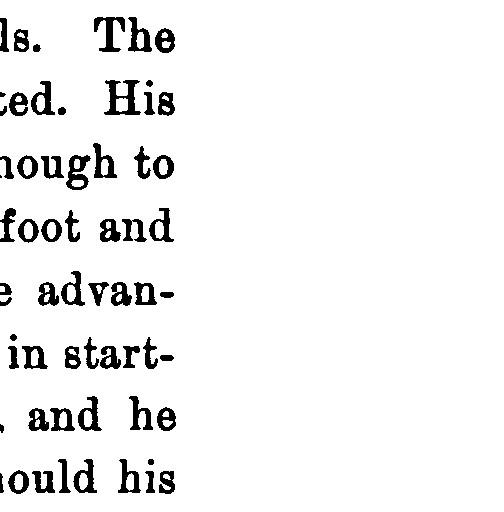 ls. The
ted. His
nough to
foot and
e advan-
in start-
, and he
hould his